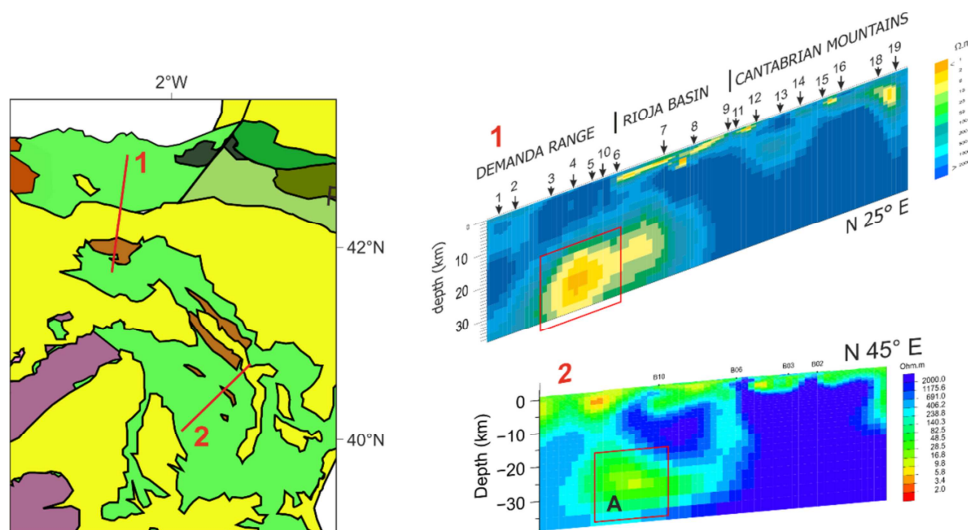 2°W
1
42°N
40°N
2
CANTABRIAN MOUNTAINS
RIOJA BASIN
DEMANDA RANGE
1
1 2 3 4 5 10 6 7 8 9 11 12 13 14 15 16 18 19
Ω.m
0
10
20
30
depth (km)
N 25° E
2
N 45° E
Ohm.m
B10 B06 B03 B02
2000.0
1175.6
691.0
406.2
238.8
140.3
82.5
48.5
28.5
16.8
9.8
5.8
3.4
2.0
0
−10
−20
−30
Depth (km)
A